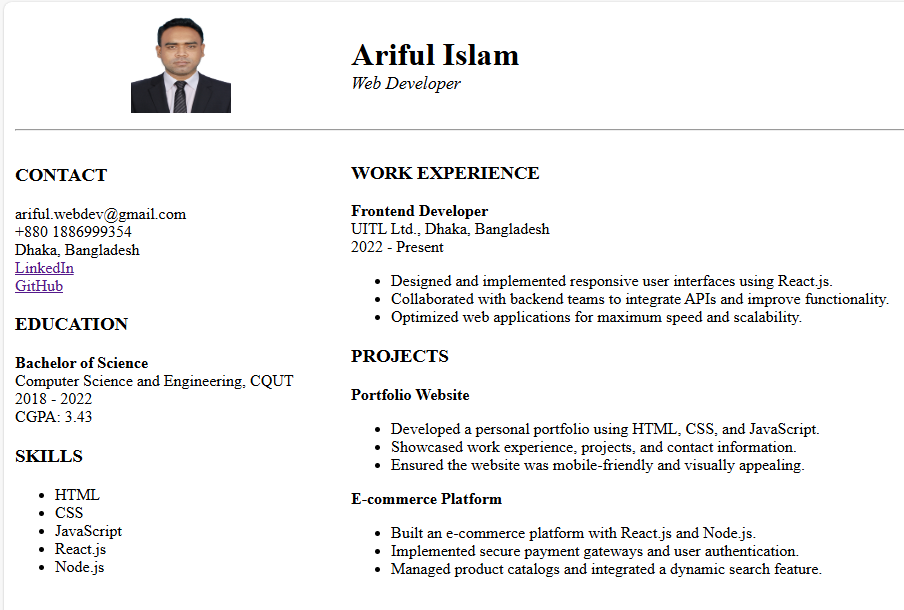 Ariful Islam
Web Developer
CONTACT
ariful.webdev@gmail.com
+880 1886999354
Dhaka, Bangladesh
LinkedIn
GitHub
EDUCATION
Bachelor of Science
Computer Science and Engineering, CQUT
2018 - 2022
CGPA: 3.43
SKILLS
• HTML
• CSS
• JavaScript
• React.js
• Node.js
WORK EXPERIENCE
Frontend Developer
UITL Ltd., Dhaka, Bangladesh
2022 - Present
• Designed and implemented responsive user interfaces using React.js.
• Collaborated with backend teams to integrate APIs and improve functionality.
• Optimized web applications for maximum speed and scalability.
PROJECTS
Portfolio Website
• Developed a personal portfolio using HTML, CSS, and JavaScript.
• Showcased work experience, projects, and contact information.
• Ensured the website was mobile-friendly and visually appealing.
E-commerce Platform
• Built an e-commerce platform with React.js and Node.js.
• Implemented secure payment gateways and user authentication.
• Managed product catalogs and integrated a dynamic search feature.